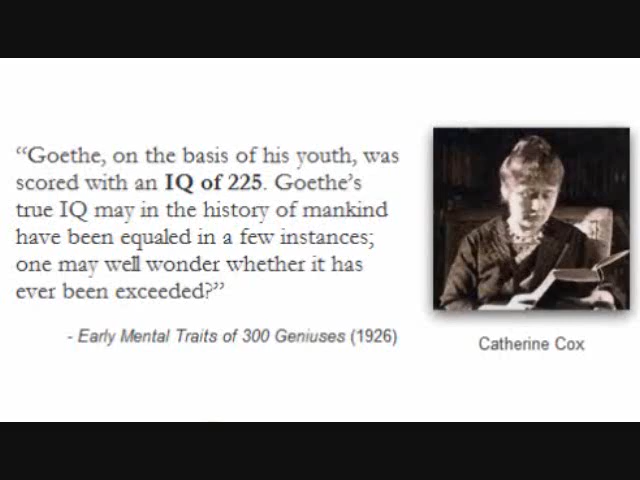 “Goethe, on the basis of his youth, was
scored with an IQ of 225. Goethe’s
true IQ may in the history of mankind
have been equaled in a few instances;
one may well wonder whether it has
ever been exceeded?”
- Early Mental Traits of 300 Geniuses (1926)
Catherine Cox